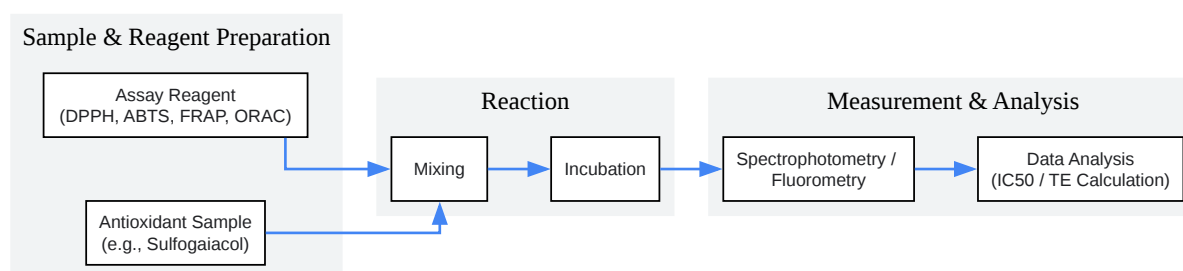 Sample & Reagent Preparation
Assay Reagent
(DPPH, ABTS, FRAP, ORAC)
Antioxidant Sample
(e.g., Sulfogaiacol)
Reaction
Mixing
Incubation
Measurement & Analysis
Spectrophotometry /
Fluorometry
Data Analysis
(IC50 / TE Calculation)